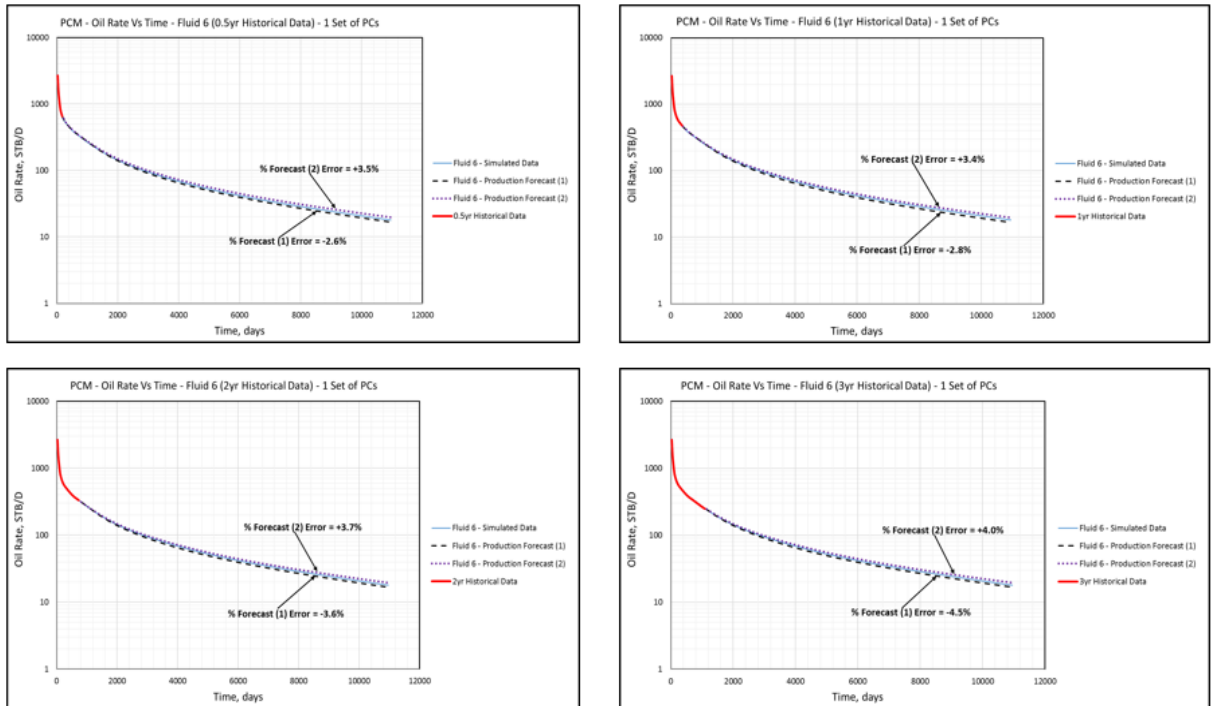 PCM - Oil Rate Vs Time - Fluid 6 (0.5yr Historical Data) - 1 Set of PCs
10000
1000
100
10
1
Oil Rate, STB/D
% Forecast (2) Error = +3.5%
% Forecast (1) Error = -2.6%
0 2000 4000 6000 8000 10000 12000
Time, days
Fluid 6 - Simulated Data
Fluid 6 - Production Forecast (1)
Fluid 6 - Production Forecast (2)
0.5yr Historical Data
PCM - Oil Rate Vs Time - Fluid 6 (1yr Historical Data) - 1 Set of PCs
10000
1000
100
10
1
Oil Rate, STB/D
% Forecast (2) Error = +3.4%
% Forecast (1) Error = -2.8%
0 2000 4000 6000 8000 10000 12000
Time, days
Fluid 6 - Simulated Data
Fluid 6 - Production Forecast (1)
Fluid 6 - Production Forecast (2)
1yr Historical Data
PCM - Oil Rate Vs Time - Fluid 6 (2yr Historical Data) - 1 Set of PCs
10000
1000
100
10
1
Oil Rate, STB/D
% Forecast (2) Error = +3.7%
% Forecast (1) Error = -3.6%
0 2000 4000 6000 8000 10000 12000
Time, days
Fluid 6 - Simulated Data
Fluid 6 - Production Forecast (1)
Fluid 6 - Production Forecast (2)
2yr Historical Data
PCM - Oil Rate Vs Time - Fluid 6 (3yr Historical Data) - 1 Set of PCs
10000
1000
100
10
1
Oil Rate, STB/D
% Forecast (2) Error = +4.0%
% Forecast (1) Error = -4.5%
0 2000 4000 6000 8000 10000 12000
Time, days
Fluid 6 - Simulated Data
Fluid 6 - Production Forecast (1)
Fluid 6 - Production Forecast (2)
3yr Historical Data